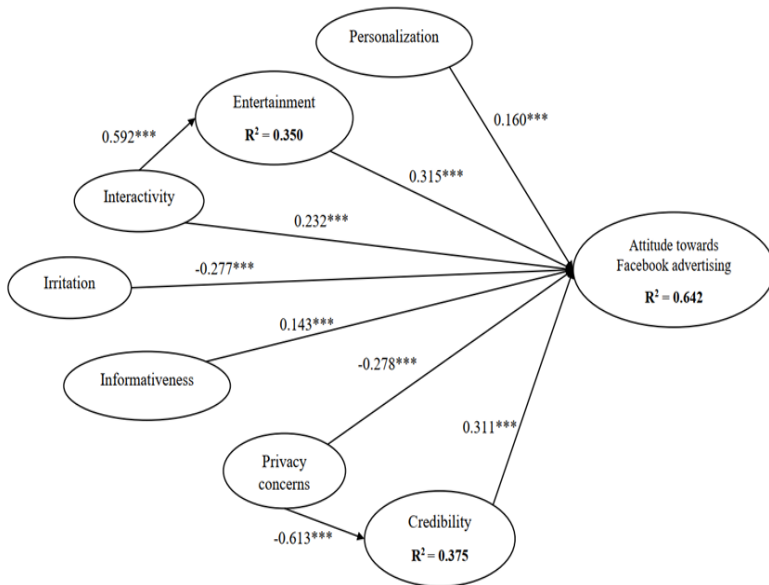 Personalization
Entertainment
R² = 0.350
0.592***
0.160***
0.315***
Interactivity
0.232***
Attitude towards
Facebook advertising
R² = 0.642
-0.277***
Irritation
0.143***
Informativeness
-0.278***
0.311***
Privacy
concerns
Credibility
R² = 0.375
-0.613***